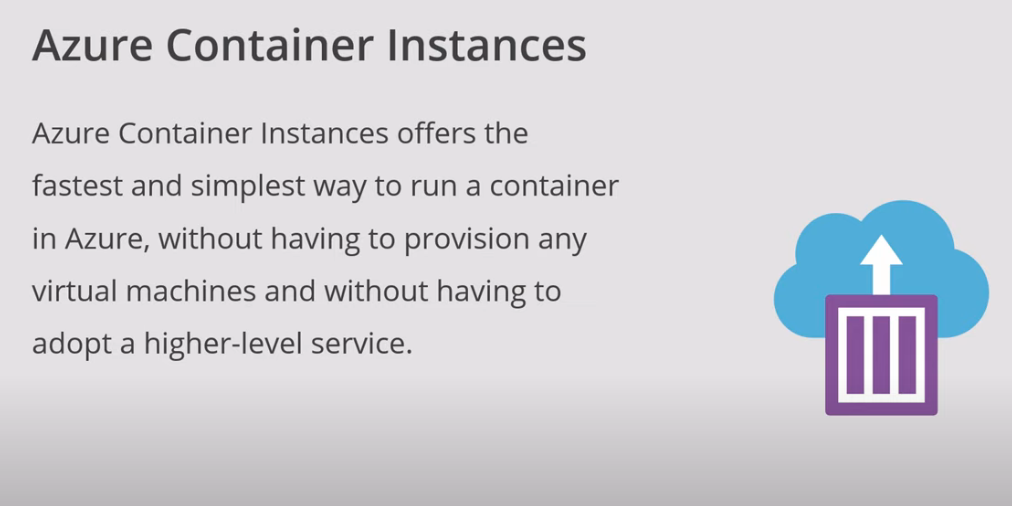 Azure Container Instances
Azure Container Instances offers the
fastest and simplest way to run a container
in Azure, without having to provision any
virtual machines and without having to
adopt a higher-level service.